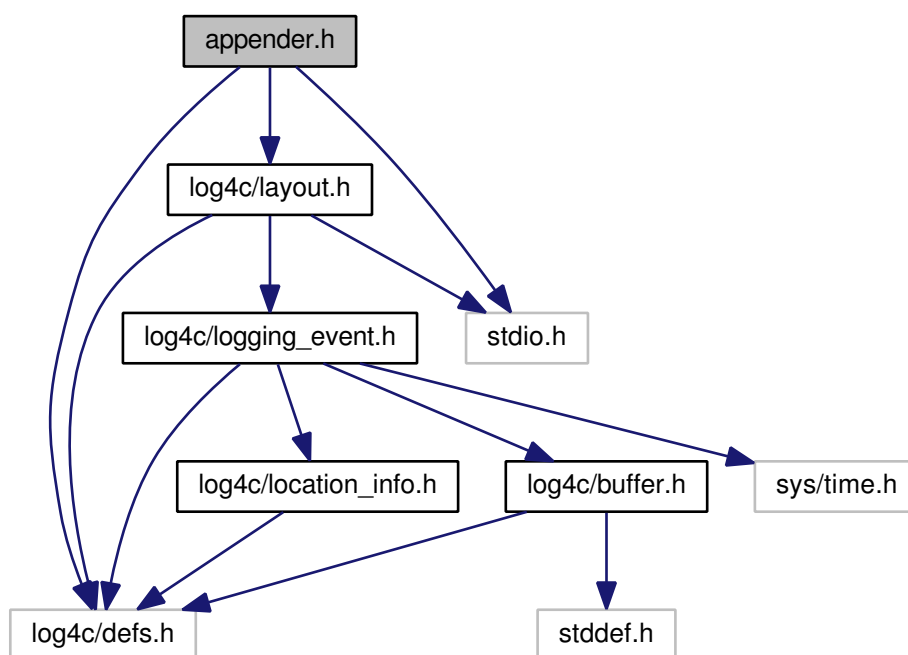 appender.h
log4c/layout.h
log4c/logging_event.h
stdio.h
log4c/location_info.h
log4c/buffer.h
sys/time.h
log4c/defs.h
stddef.h